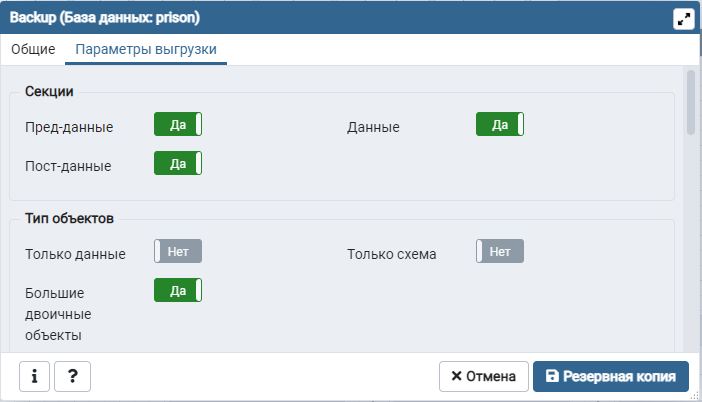 Backup (База данных: prison)
Общие Параметры выгрузки
Секции
Пред-данные Да Данные Да
Пост-данные Да
Тип объектов
Только данные Нет Только схема Нет
Большие Да
двоичные
объекты
i ? Отмена Резервная копия